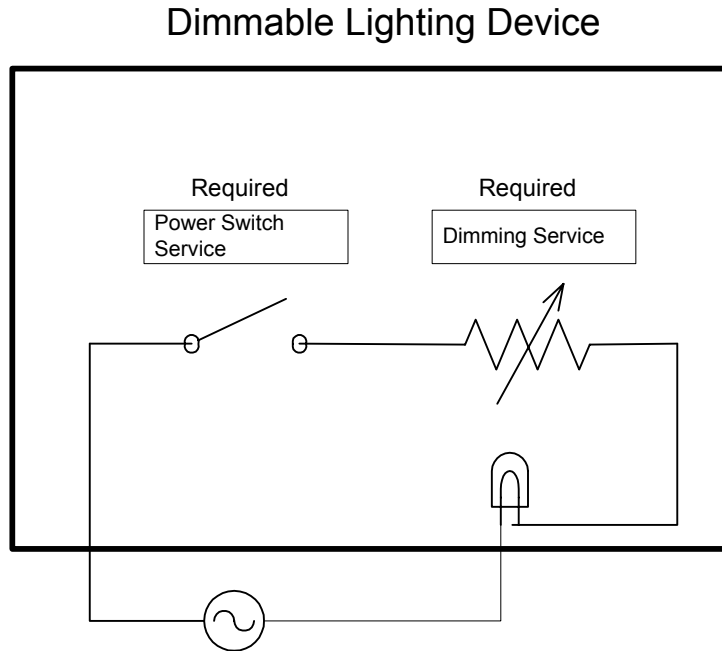 Dimmable Lighting Device
Required
Power Switch
Service
Required
Dimming Service